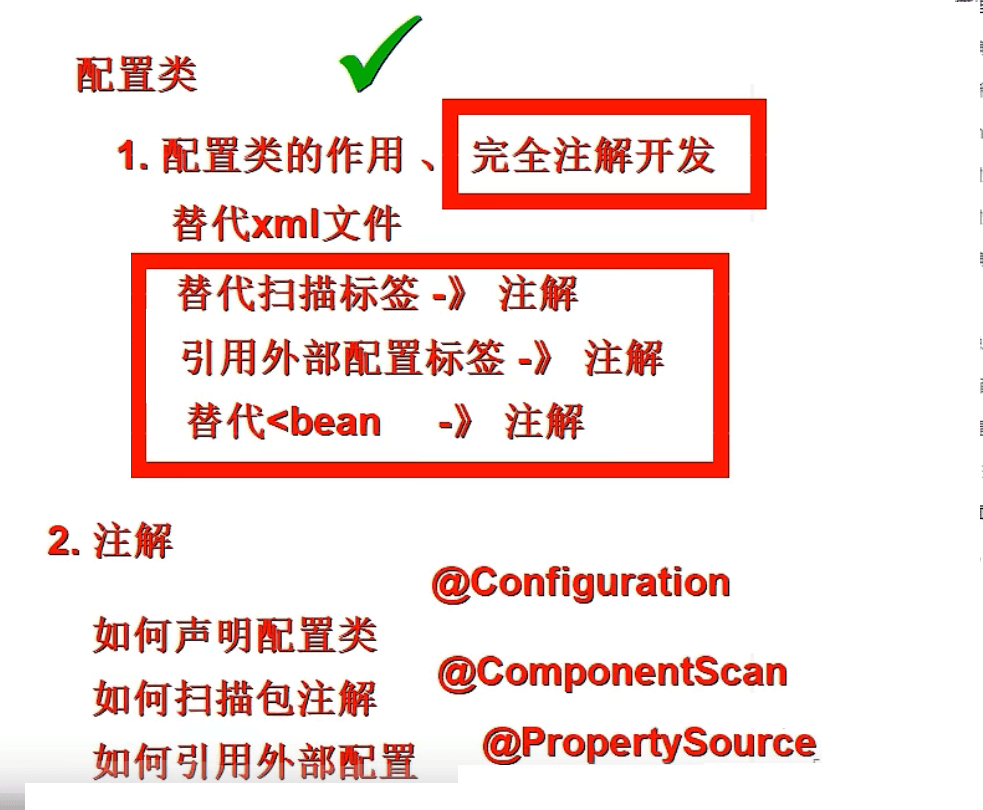 配置类
1. 配置类的作用 、 完全注解开发
替代xml文件
替代扫描标签 -》 注解
引用外部配置标签 -》 注解
替代<bean -》 注解
2. 注解
@Configuration
如何声明配置类
@ComponentScan
如何扫描包注解
@PropertySource
如何引用外部配置